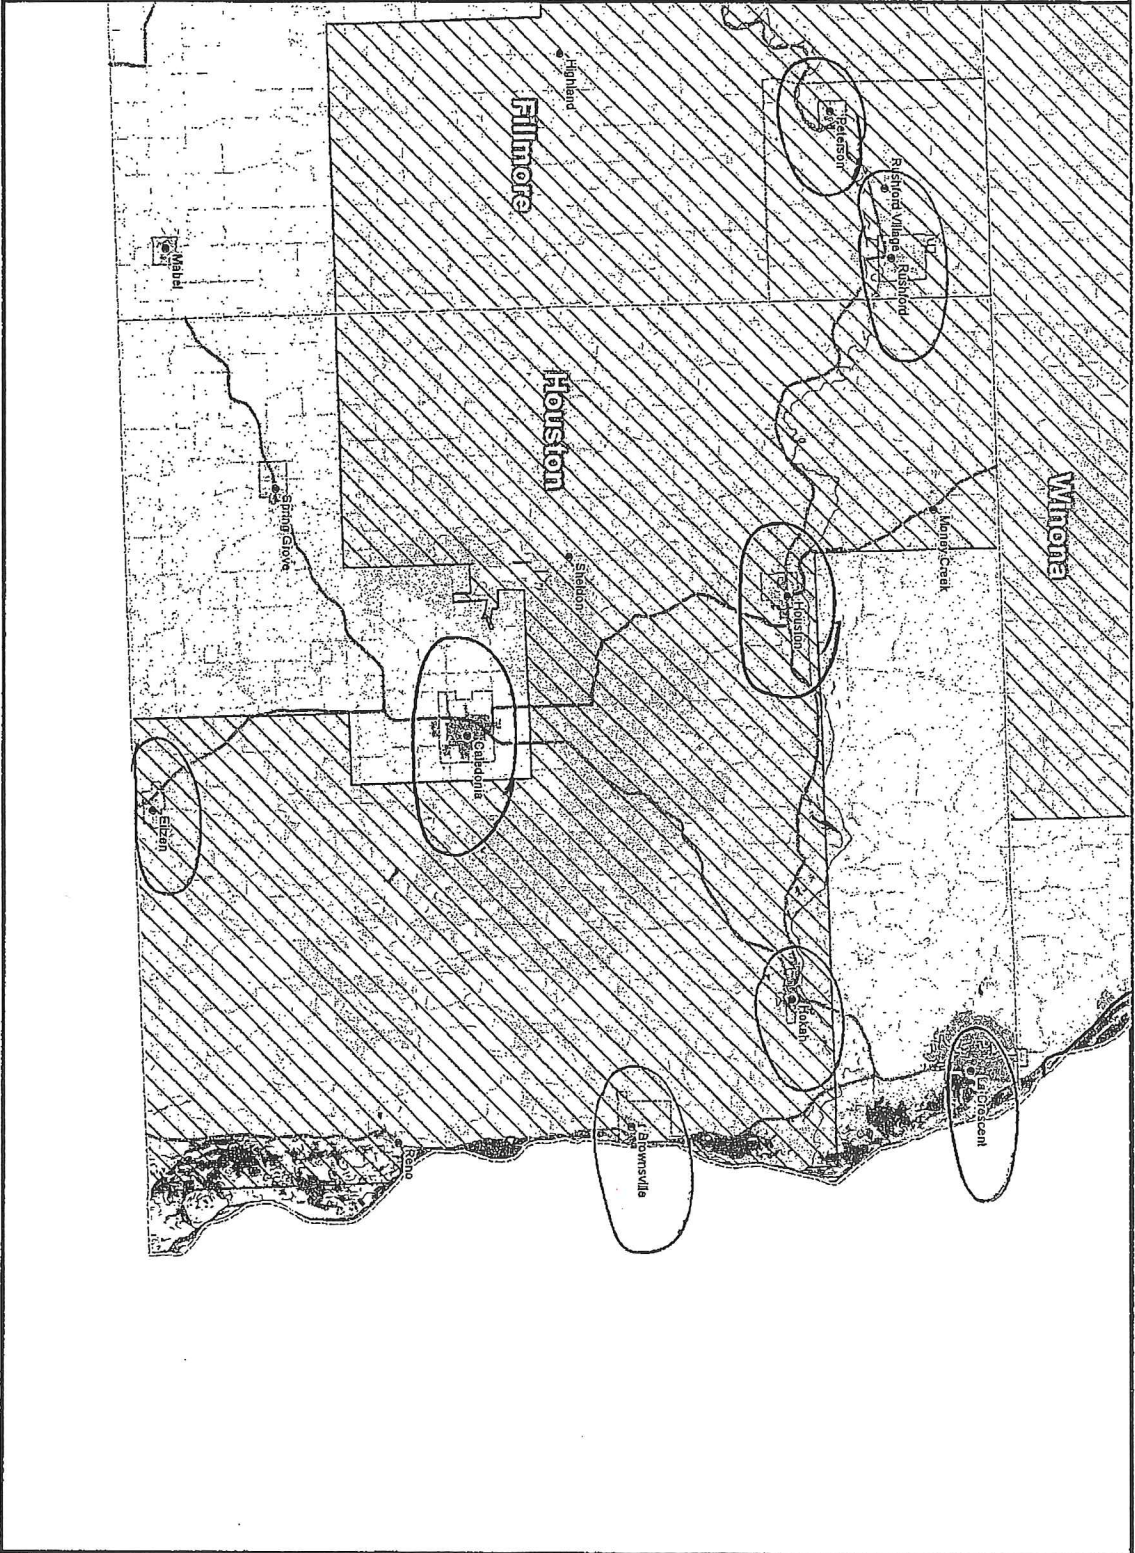 Winona
Money Creek
La Crescent
Rushford Village
Rushford
Peterson
Houston
Hokah
Brownsville
Highland
Fillmore
Houston
Sheldon
Caledonia
Reno
Spring Grove
Mabel
Eitzen